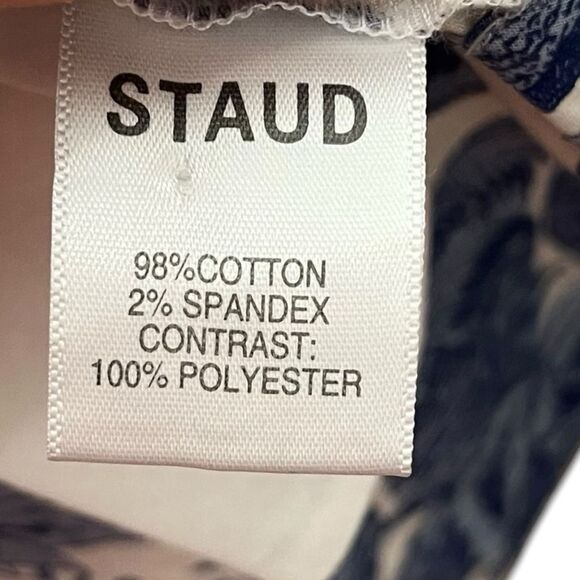 STAUD
98%COTTON
2% SPANDEX
CONTRAST:
100% POLYESTER